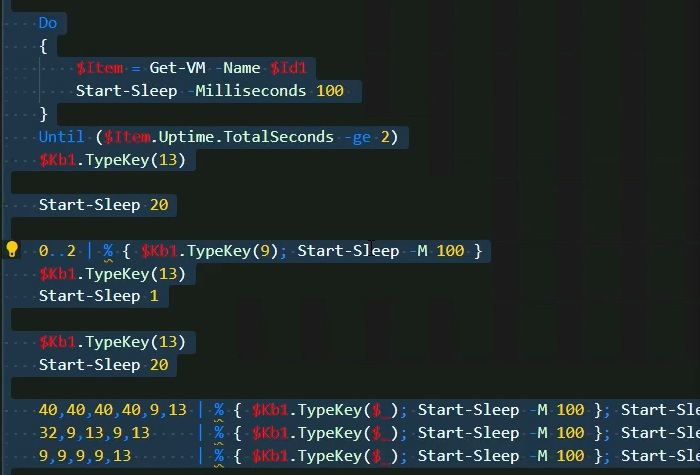 Do
{
$Item = Get-VM -Name $Id1
Start-Sleep -Milliseconds 100
}
Until ($Item.Uptime.TotalSeconds -ge 2)
$Kb1.TypeKey(13)
Start-Sleep 20
0..2 | % { $Kb1.TypeKey(9); Start-Sleep -M 100 }
$Kb1.TypeKey(13)
Start-Sleep 1
$Kb1.TypeKey(13)
Start-Sleep 20
40,40,40,40,9,13 | % { $Kb1.TypeKey($_); Start-Sleep -M 100 }; Start-Sle
32,9,13,9,13 | % { $Kb1.TypeKey($_); Start-Sleep -M 100 }; Start-Sle
9,9,9,9,13 | % { $Kb1.TypeKey($_); Start-Sleep -M 100 }; Start-Sle